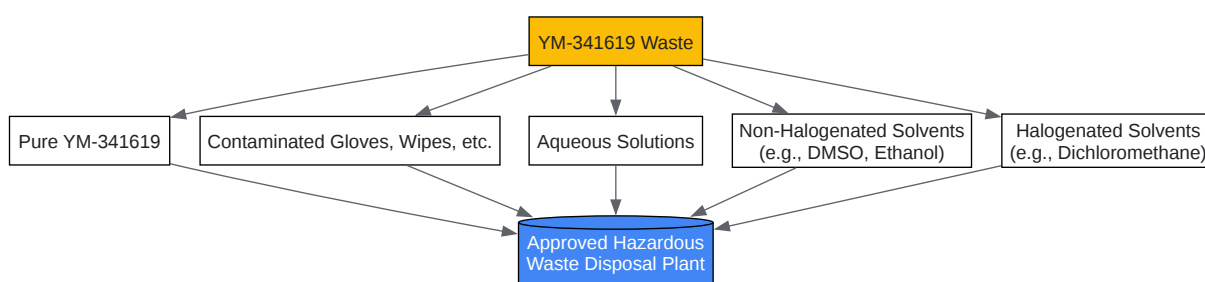 YM-341619 Waste
Pure YM-341619
Contaminated Gloves, Wipes, etc.
Aqueous Solutions
Non-Halogenated Solvents
(e.g., DMSO, Ethanol)
Halogenated Solvents
(e.g., Dichloromethane)
Approved Hazardous
Waste Disposal Plant